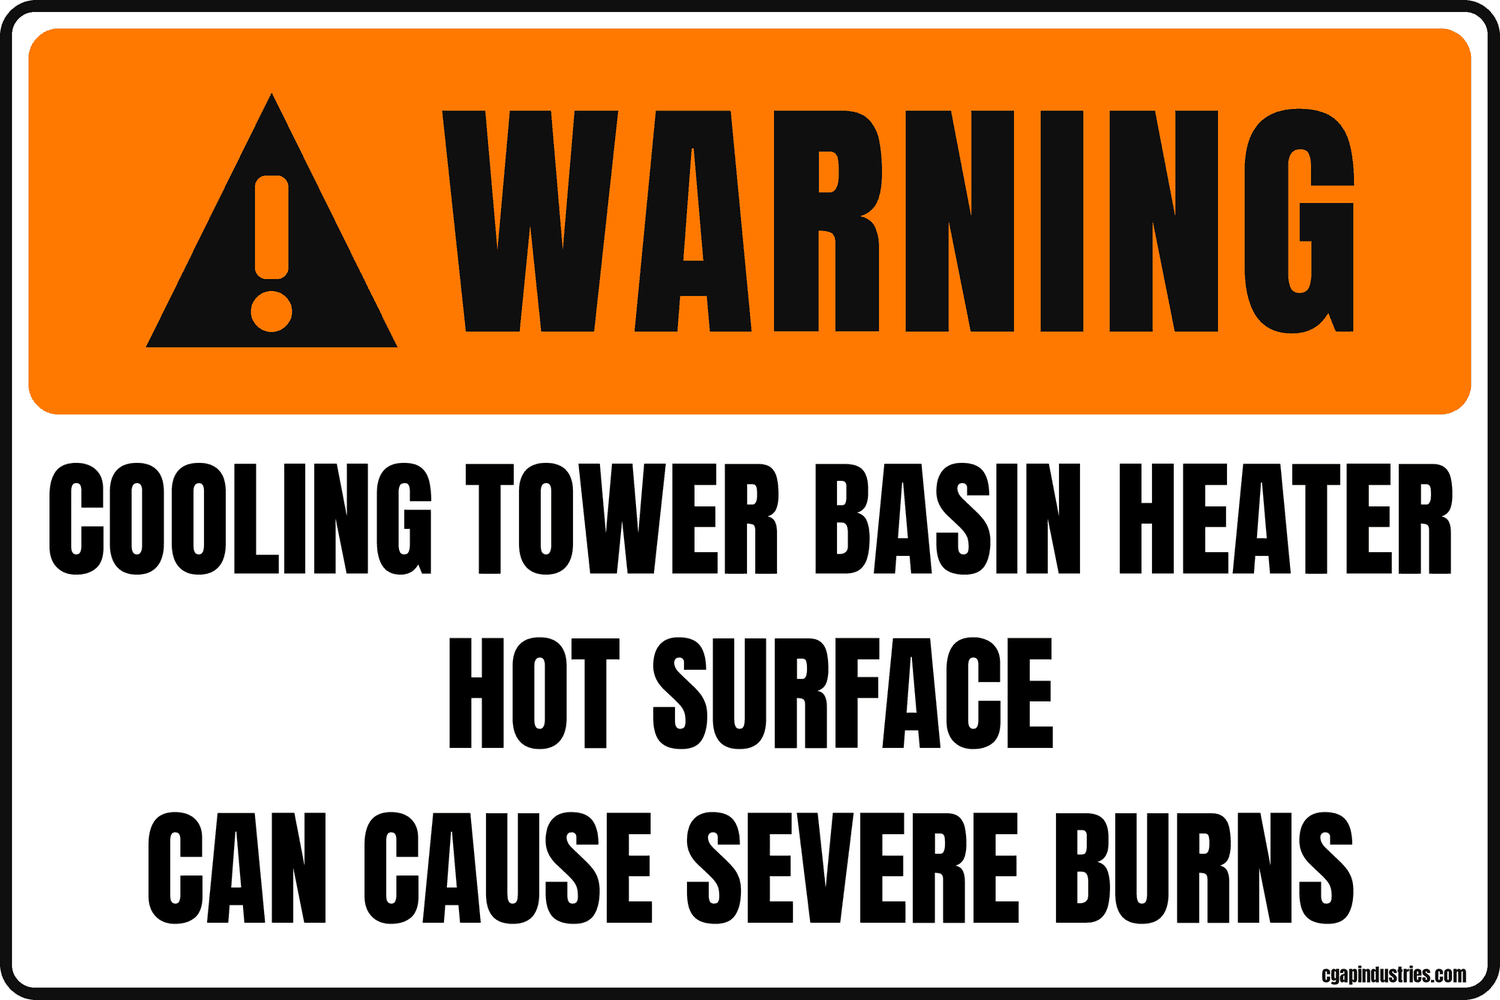 WARNING
COOLING TOWER BASIN HEATER
HOT SURFACE
CAN CAUSE SEVERE BURNS
cgapindustries.com